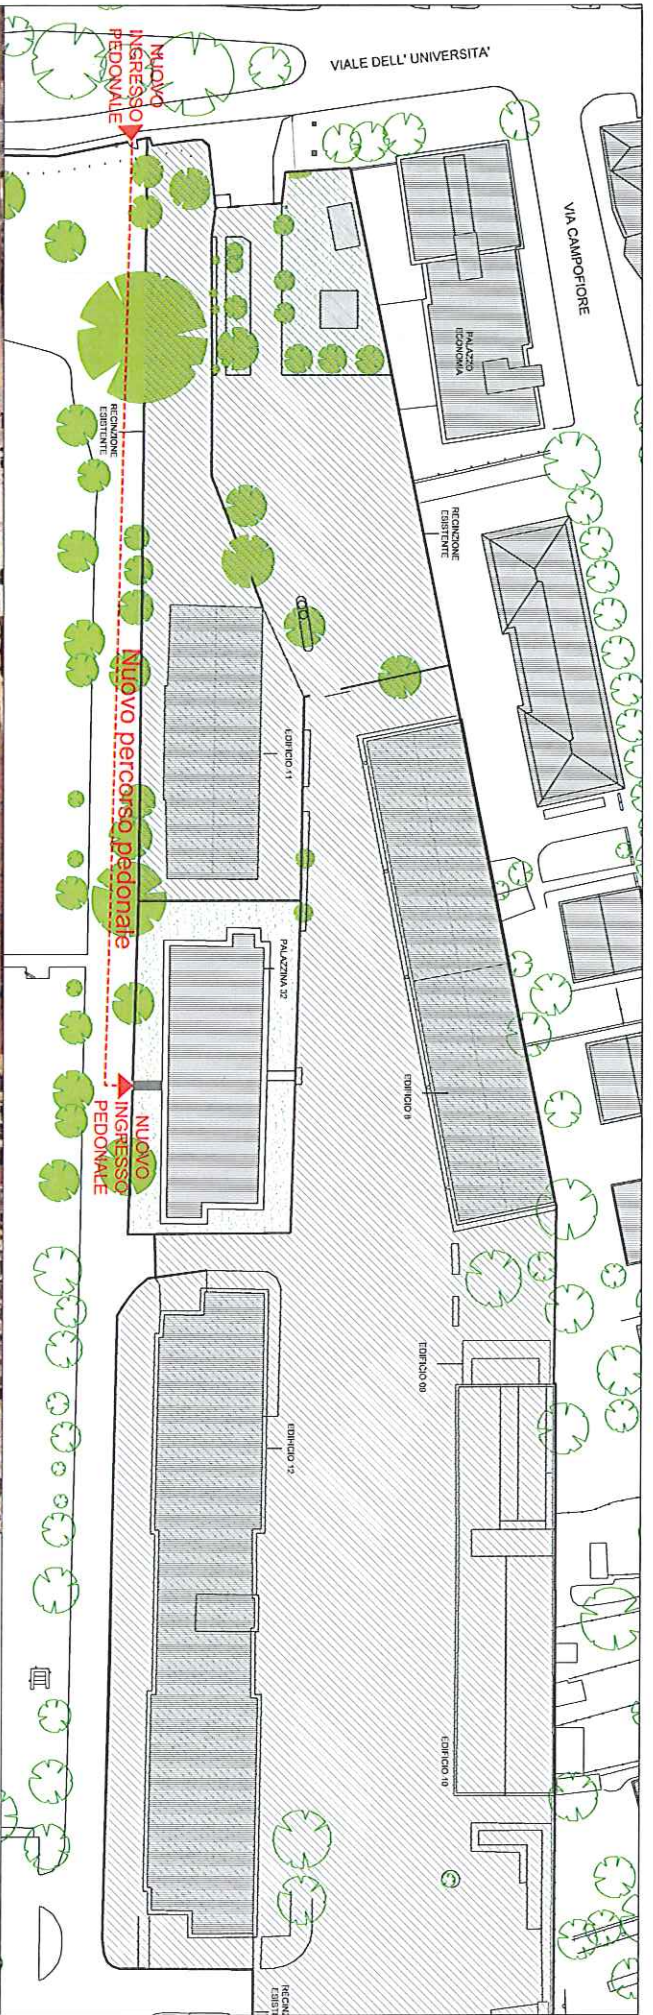 VIALE DELL' UNIVERSITA'
VIA CAMPOFIORE
NUOVO
INGRESSO
PEDONALE
PALAZZO
ECONOMIA
RECINZIONE
ESISTENTE
RECINZIONE
ESISTENTE
Nuovo percorso pedonale
EDIFICIO 11
PALAZZINA 32
EDIFICIO 8
NUOVO
INGRESSO
PEDONALE
EDIFICIO 09
EDIFICIO 12
EDIFICIO 10